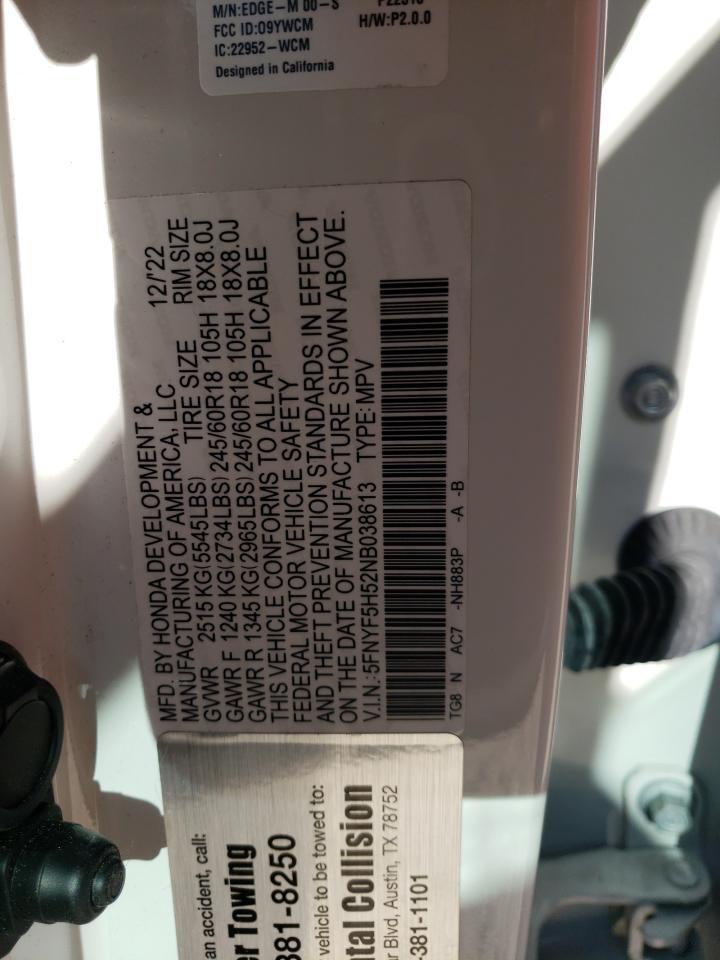 M/N:EDGE-M 00-S
FCC ID:O9YWCM
H/W:P2.0.0
IC:22952-WCM
Designed in California
MFD. BY HONDA DEVELOPMENT & 12/'22
MANUFACTURING OF AMERICA, LLC
GVWR 2515 KG(5545LBS) TIRE SIZE RIM SIZE
GAWR F 1240 KG(2734LBS) 245/60R18 105H 18X8.0J
GAWR R 1345 KG(2965LBS) 245/60R18 105H 18X8.0J
THIS VEHICLE CONFORMS TO ALL APPLICABLE
FEDERAL MOTOR VEHICLE SAFETY
AND THEFT PREVENTION STANDARDS IN EFFECT
ON THE DATE OF MANUFACTURE SHOWN ABOVE.
V.I.N.:5FNYF5H52NB038613 TYPE:MPV
TG8 N AC7 -NH883P -A -B
an accident, call:
er Towing
381-8250
vehicle to be towed to:
ntal Collision
ar Blvd, Austin, TX 78752
-381-1101